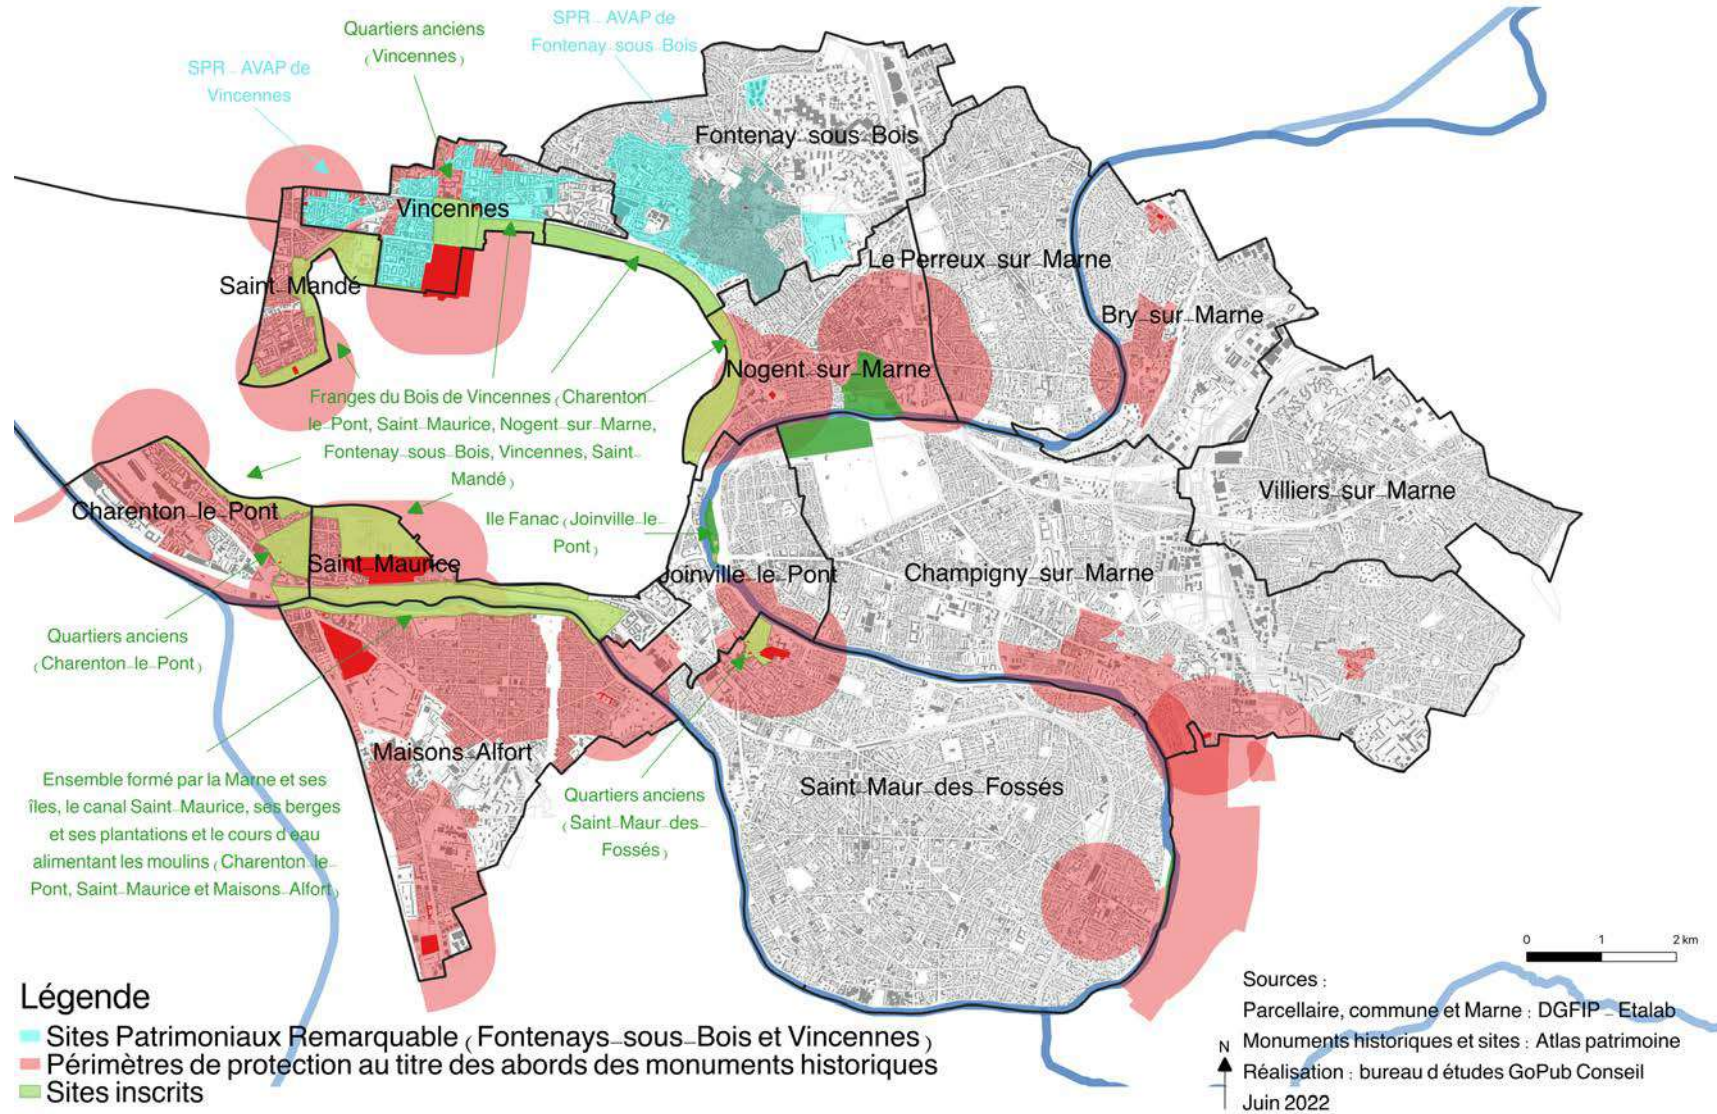 SPR-AVAP de
Vincennes
Quartiers anciens
(Vincennes)
SPR-AVAP de
Fontenay-sous-Bois
Fontenay-sous-Bois
Vincennes
Saint-Mandé
Le Perreux-sur-Marne
Bry-sur-Marne
Nogent-sur-Marne
Franges du Bois de Vincennes (Charenton-
le-Pont, Saint-Maurice, Nogent-sur-Marne,
Fontenay-sous-Bois, Vincennes, Saint-
Mandé)
Ile Fanac (Joinville-le-
Pont)
Charenton-le-Pont
Saint-Maurice
Joinville-le-Pont
Champigny-sur-Marne
Villiers-sur-Marne
Quartiers anciens
(Charenton-le-Pont)
Maisons-Alfort
Ensemble formé par la Marne et ses
îles, le canal Saint-Maurice, ses berges
et ses plantations et le cours d eau
alimentant les moulins (Charenton-le-
Pont, Saint-Maurice et Maisons-Alfort)
Quartiers anciens
(Saint-Maur-des-
Fossés)
Saint-Maur-des-Fossés
Légende
Sites Patrimoniaux Remarquable (Fontenays-sous-Bois et Vincennes)
Périmètres de protection au titre des abords des monuments historiques
Sites inscrits
0 1 2 km
Sources :
Parcellaire, commune et Marne : DGFIP - Etalab
Monuments historiques et sites : Atlas patrimoine
Réalisation : bureau d études GoPub Conseil
Juin 2022
N